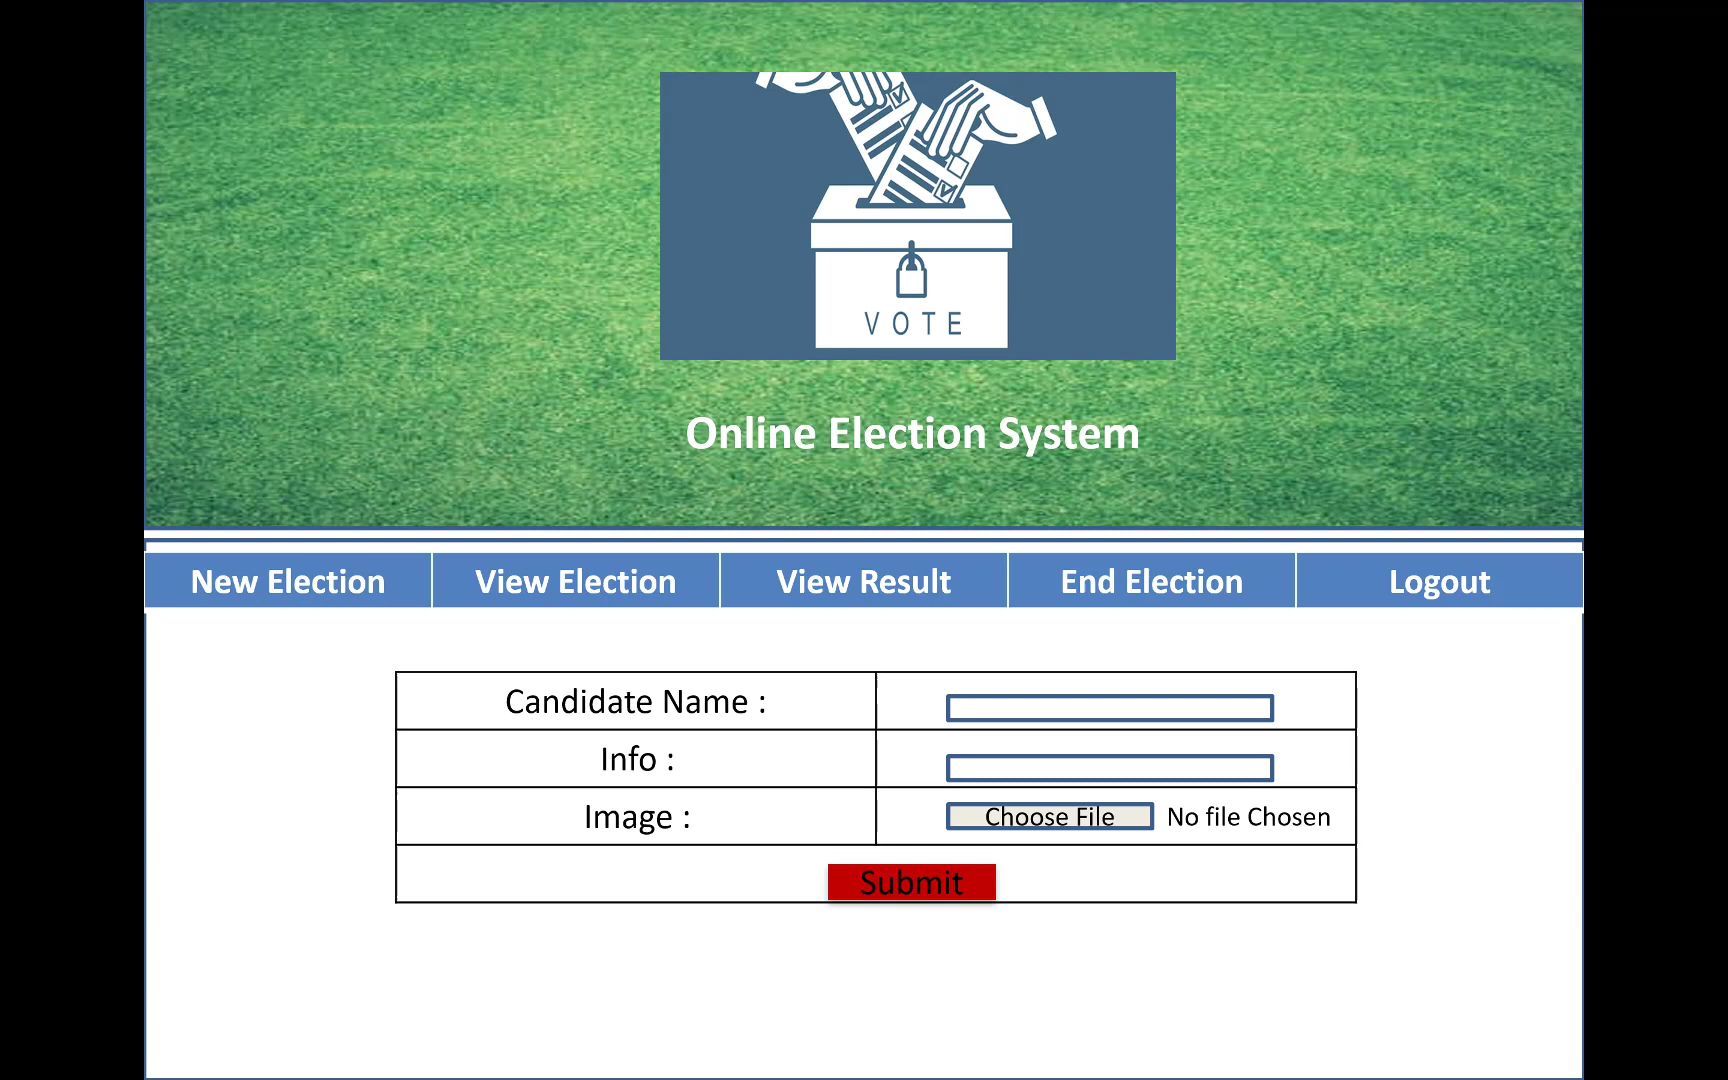 VOTE
Online Election System
New Election View Election View Result End Election Logout
Candidate Name :
Info :
Image : Choose File No file Chosen
Submit